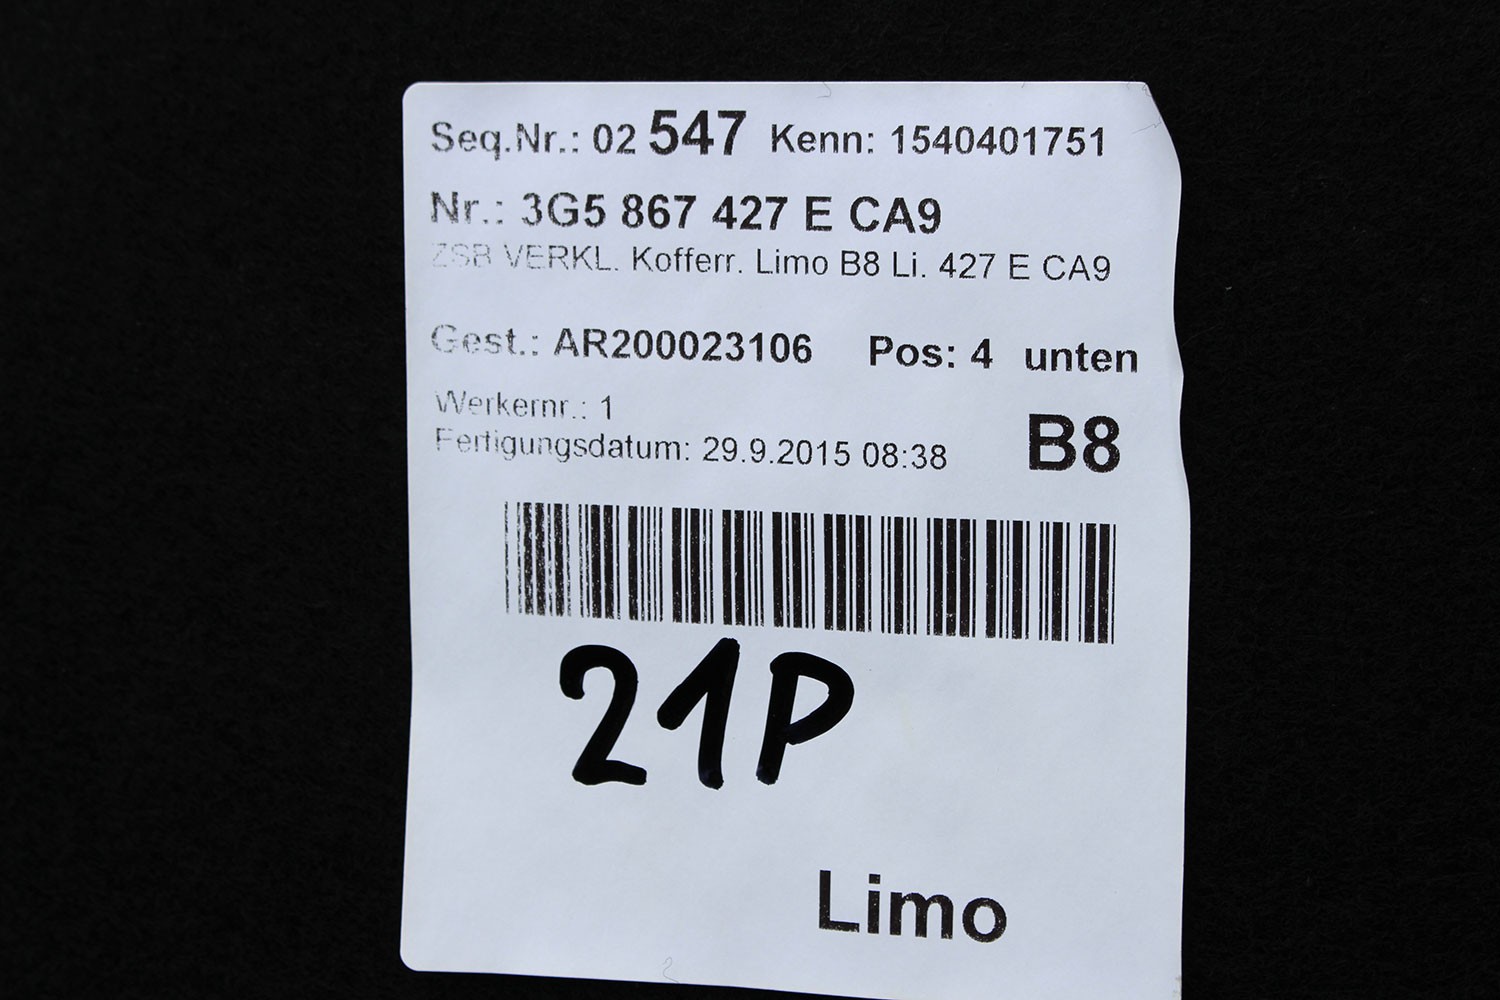 Seq.Nr.: 02 547 Kenn: 1540401751
Nr.: 3G5 867 427 E CA9
ZSB VERKL. Kofferr. Limo B8 Li. 427 E CA9
Gest.: AR200023106 Pos: 4 unten
Werkernr.: 1
Fertigungsdatum: 29.9.2015 08:38
B8
21P
Limo